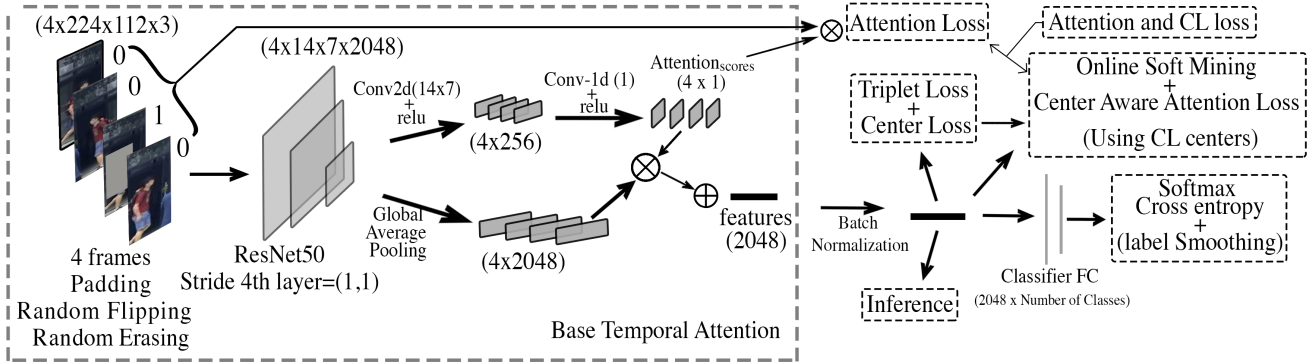 (4x224x112x3)
0
0
1
0
4 frames
Padding
Random Flipping
Random Erasing
(4x14x7x2048)
ResNet50
Stride 4th layer=(1,1)
Conv2d(14x7)
+
relu
(4x256)
Conv-1d (1)
+
relu
Attentionscores
(4 x 1)
Global
Average
Pooling
(4x2048)
features
(2048)
Base Temporal Attention
Attention Loss
Attention and CL loss
Triplet Loss
+
Center Loss
Online Soft Mining
+
Center Aware Attention Loss
(Using CL centers)
Batch
Normalization
Inference
Classifier FC
(2048 x Number of Classes)
Softmax
Cross entropy
+
(label Smoothing)